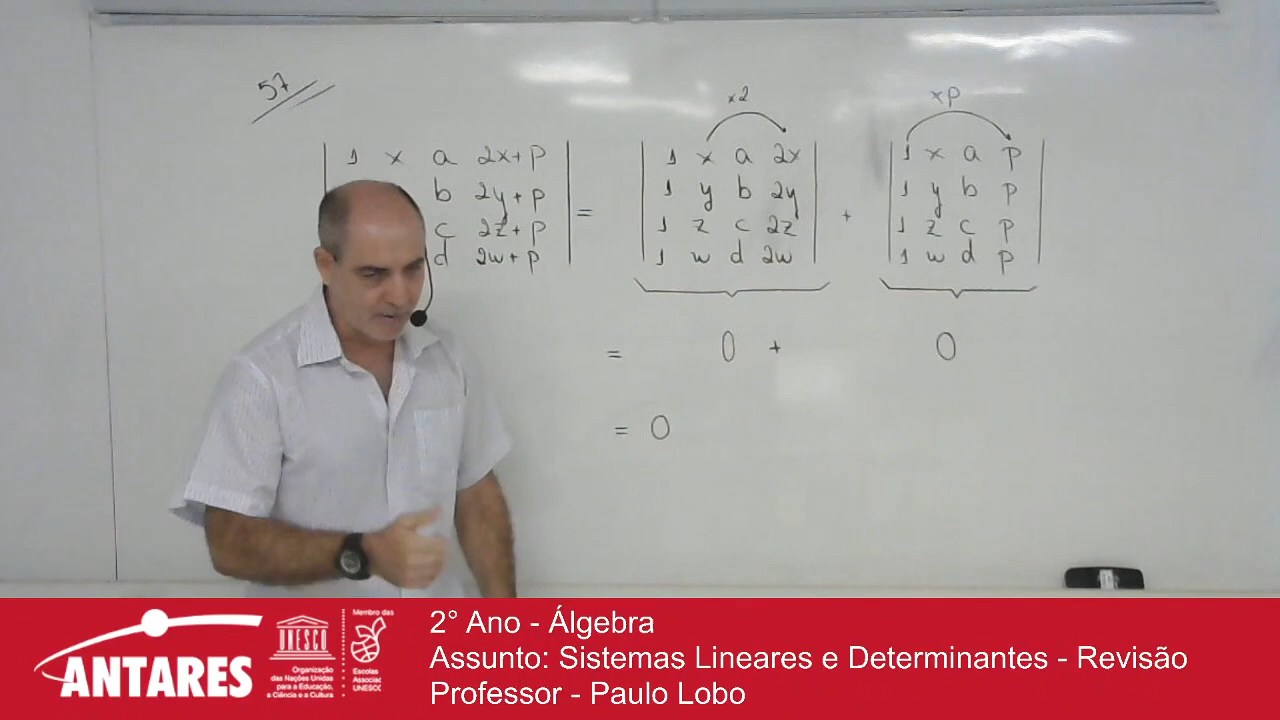 57
x2
xp
1 x a 2x+p
b 2y+p
c 2z+p
d 2w+p
=
1 x a 2x
1 y b 2y
1 z c 2z
1 w d 2w
+
1 x a p
1 y b p
1 z c p
1 w d p
= 0 + 0
= 0
ANTARES
UNESCO
Organização
das Nações Unidas
para a Educação,
a Ciência e a Cultura
Membro das
Escolas
Associadas
UNESCO
2° Ano - Álgebra
Assunto: Sistemas Lineares e Determinantes - Revisão
Professor - Paulo Lobo